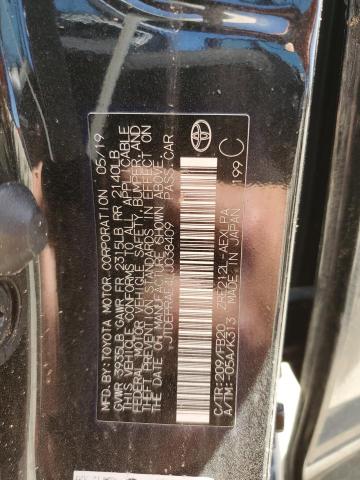 MFD. BY: TOYOTA MOTOR CORPORATION 05/19
GVWR 3935LB GAWR FR 2315LB RR 2140LB
THIS VEHICLE CONFORMS TO ALL APPLICABLE
FEDERAL MOTOR VEHICLE SAFETY, BUMPER, AND
THEFT PREVENTION STANDARDS IN EFFECT ON
THE DATE OF MANUFACTURE SHOWN ABOVE.
PASS.CAR
C/TR: 209/FB20
A/TM: -05A/K313
MADE IN JAPAN
199 C